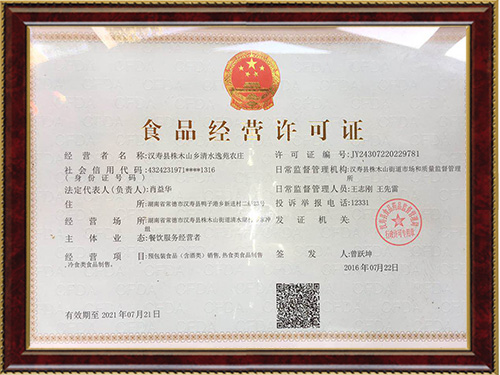 食品经营许可证
经营者名称:汉寿县株木山乡清水逸苑农庄
许可证编号:JY24307220229781
社会信用代码:4324231971****1316
(身份证号码)
日常监督管理机构:汉寿县株木山街道市场和质量监督管理所
法定代表人(负责人):肖益华
日常监督管理人员:王志刚 王先雷
住所:湖南省常德市汉寿县鸭子港乡新连村
投诉举报电话:12331
经营场所:湖南省常德市汉寿县株木山街道清水湖
组
发证机关:
主体业态:餐饮服务经营者
经营项目:预包装食品(含酒类)销售,热食类食品制售
,冷食类食品制售。
签发人:曾跃坤
2016年07月22日
有效期至2021年07月21日